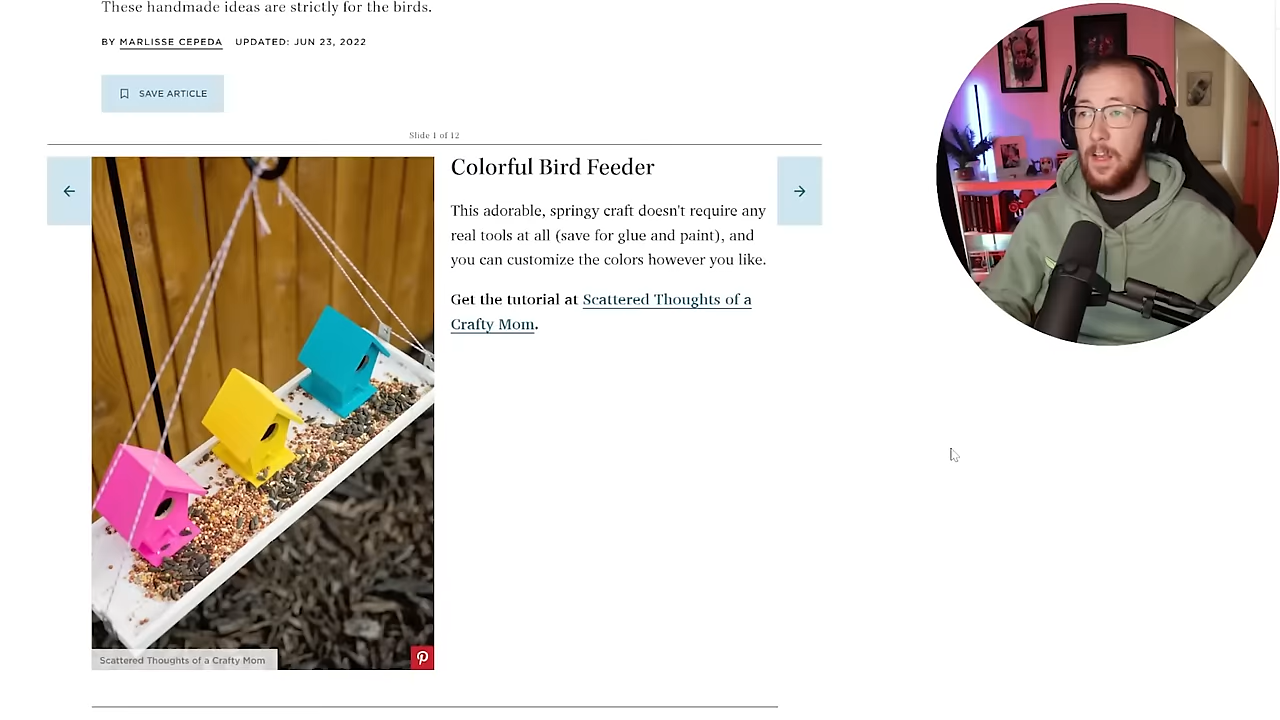 These handmade ideas are strictly for the birds.
BY MARLISSE CEPEDA UPDATED: JUN 23, 2022
SAVE ARTICLE
Slide 1 of 12
Colorful Bird Feeder
This adorable, springy craft doesn't require any
real tools at all (save for glue and paint), and
you can customize the colors however you like.
Get the tutorial at Scattered Thoughts of a
Crafty Mom.
Scattered Thoughts of a Crafty Mom